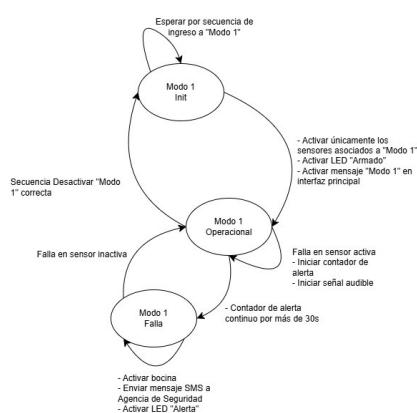 Esperar por secuencia de
ingreso a "Modo 1"
Modo 1
Init
- Activar únicamente los
sensores asociados a "Modo 1"
- Activar LED "Armado"
- Activar mensaje "Modo 1" en
interfaz principal
Secuencia Desactivar "Modo
1" correcta
Modo 1
Operacional
Falla en sensor inactiva
Falla en sensor activa
- Iniciar contador de
alerta
- Iniciar señal audible
Modo 1
Falla
- Contador de alerta
continuo por más de 30s
- Activar bocina
- Enviar mensaje SMS a
Agencia de Seguridad
- Activar LED "Alerta"